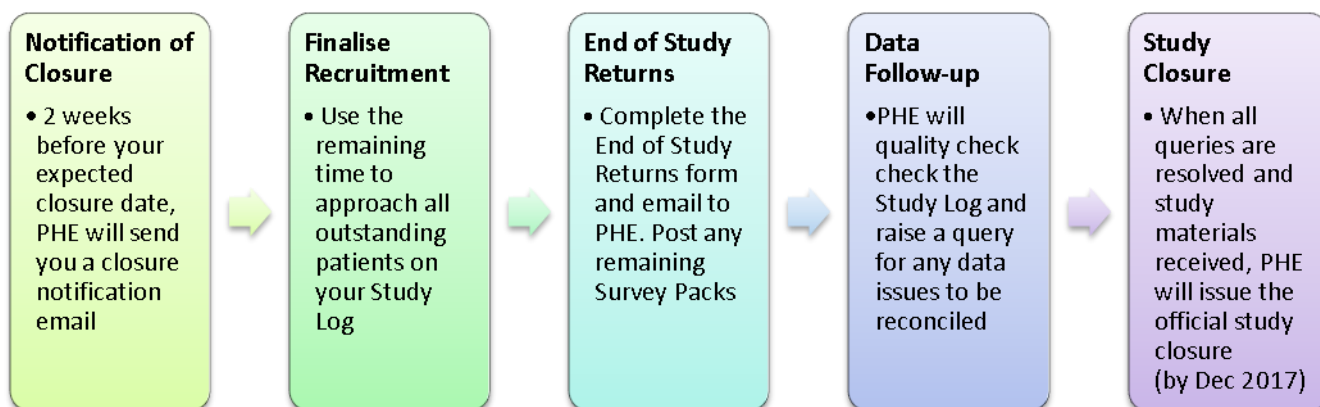 Notification of
Closure
• 2 weeks
before your
expected
closure date,
PHE will send
you a closure
notification
email
Finalise
Recruitment
• Use the
remaining
time to
approach all
outstanding
patients on
your Study
Log
End of Study
Returns
• Complete the
End of Study
Returns form
and email to
PHE. Post any
remaining
Survey Packs
Data
Follow-up
•PHE will
quality check
check the
Study Log and
raise a query
for any data
issues to be
reconciled
Study
Closure
• When all
queries are
resolved and
study
materials
received, PHE
will issue the
official study
closure
(by Dec 2017)